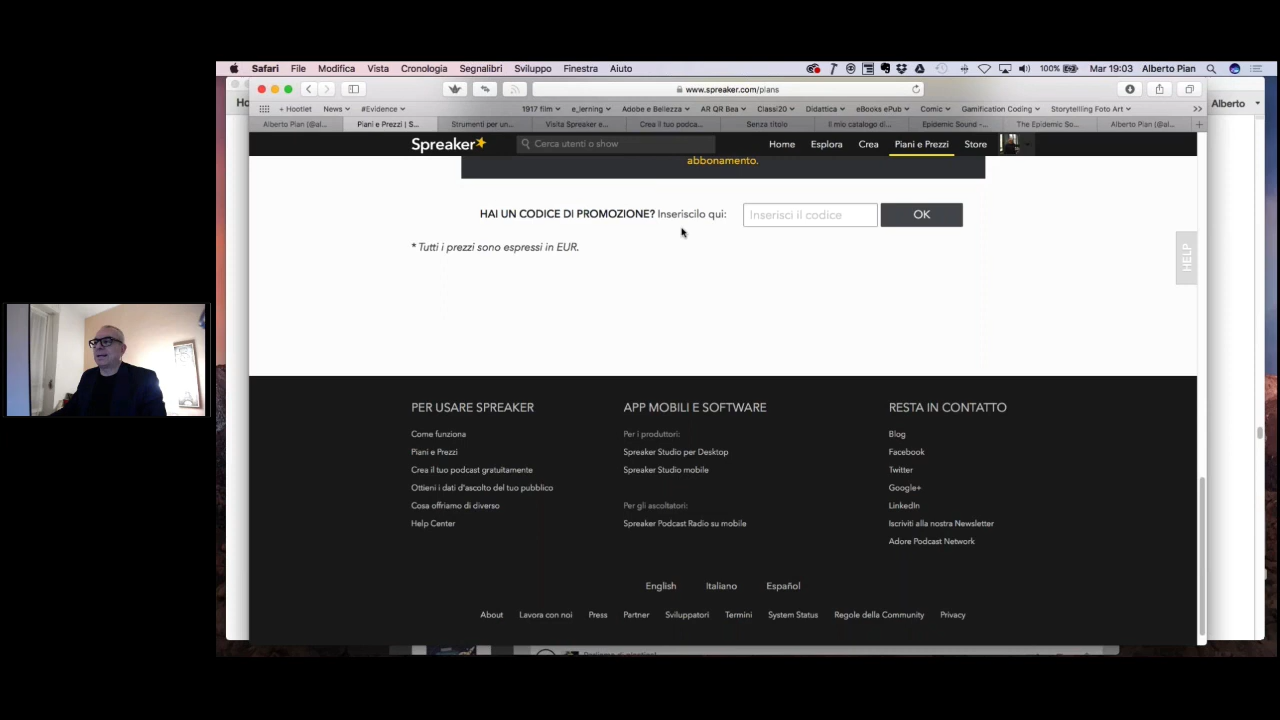 Safari File Modifica Vista Cronologia Segnalibri Sviluppo Finestra Aiuto 100% Mar 19:03 Alberto Pian
www.spreaker.com/plans
+ Hootlet News #Evidence 1917 film e_lerning Adobe e Bellezza AR QR Bea Classi20 Didattica eBooks ePub Comic Gamification Coding Storytelling Foto Art
Ho
Alberto
Alberto Pian (@al... Piani e Prezzi | S... Strumenti per un... Visita Spreaker e... Crea il tuo podca... Senza titolo Il mio catalogo di... Epidemic Sound -... The Epidemic So... Alberto Pian (@al...
Spreaker Cerca utenti o show Home Esplora Crea Piani e Prezzi Store
abbonamento.
HAI UN CODICE DI PROMOZIONE? Inseriscilo qui: Inserisci il codice OK
* Tutti i prezzi sono espressi in EUR.
HELP
PER USARE SPREAKER
Come funziona
Piani e Prezzi
Crea il tuo podcast gratuitamente
Ottieni i dati d'ascolto del tuo pubblico
Cosa offriamo di diverso
Help Center
APP MOBILI E SOFTWARE
Per i produttori:
Spreaker Studio per Desktop
Spreaker Studio mobile
Per gli ascoltatori:
Spreaker Podcast Radio su mobile
RESTA IN CONTATTO
Blog
Facebook
Twitter
Google+
LinkedIn
Iscriviti alla nostra Newsletter
Adore Podcast Network
English Italiano Español
About Lavora con noi Press Partner Sviluppatori Termini System Status Regole della Community Privacy